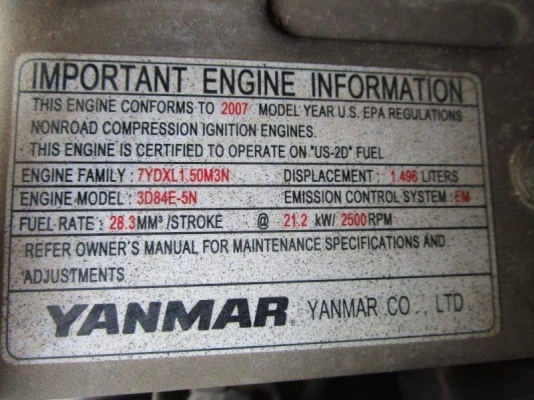 IMPORTANT ENGINE INFORMATION
THIS ENGINE CONFORMS TO 2007 MODEL YEAR U.S. EPA REGULATIONS
NONROAD COMPRESSION IGNITION ENGINES.
THIS ENGINE IS CERTIFIED TO OPERATE ON "US-2D" FUEL
ENGINE FAMILY : 7YDXL1.50M3N DISPLACEMENT : 1.496 LITERS
ENGINE MODEL : 3D84E-5N EMISSION CONTROL SYSTEM : EM
FUEL RATE : 28.3MM³ /STROKE @ 21.2 kW/ 2500RPM
REFER OWNER'S MANUAL FOR MAINTENANCE SPECIFICATIONS AND
ADJUSTMENTS
YANMAR. YANMAR CO., LTD